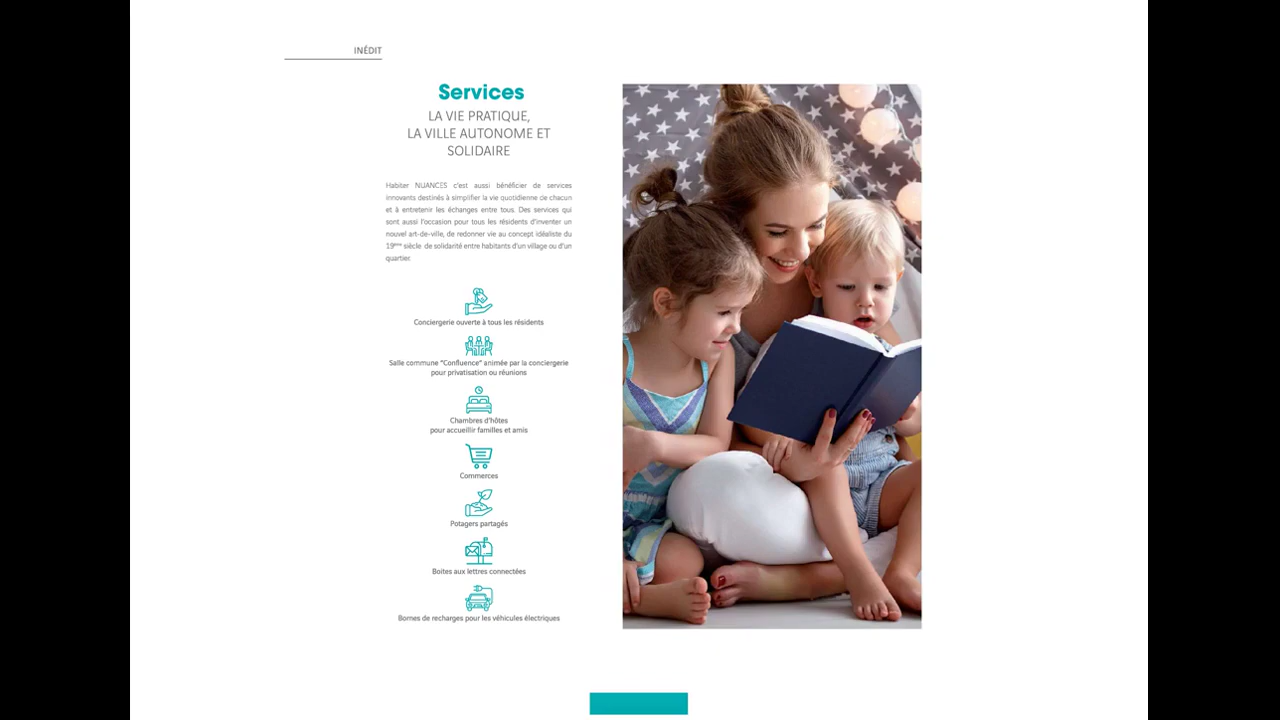 INÉDIT
Services
LA VIE PRATIQUE,
LA VILLE AUTONOME ET
SOLIDAIRE
Habiter NUANCES c'est aussi bénéficier de services
innovants destinés à simplifier la vie quotidienne de chacun
et à entretenir les échanges entre tous. Des services qui
sont aussi l'occasion pour tous les résidents d'inventer un
nouvel art-de-ville, de redonner vie au concept idéaliste du
19ème siècle de solidarité entre habitants d'un village ou d'un
quartier.
Conciergerie ouverte à tous les résidents
Salle commune "Confluence" animée par la conciergerie
pour privatisation ou réunions
Chambres d'hôtes
pour accueillir familles et amis
Commerces
Potagers partagés
Boites aux lettres connectées
Bornes de recharges pour les véhicules électriques